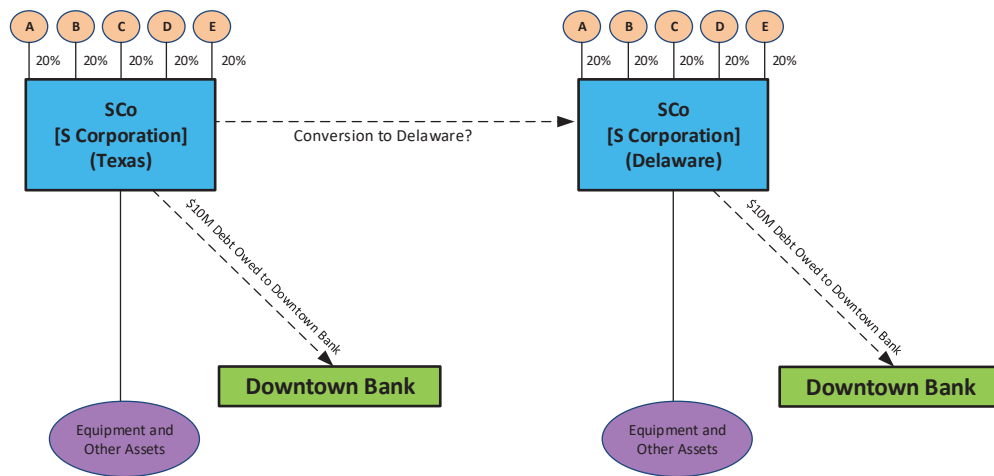 A B C D E
20% 20% 20% 20% 20%
SCo
[S Corporation]
(Texas)
Conversion to Delaware?
$10M Debt Owed to Downtown Bank
Downtown Bank
Equipment and
Other Assets
A B C D E
20% 20% 20% 20% 20%
SCo
[S Corporation]
(Delaware)
$10M Debt Owed to Downtown Bank
Downtown Bank
Equipment and
Other Assets